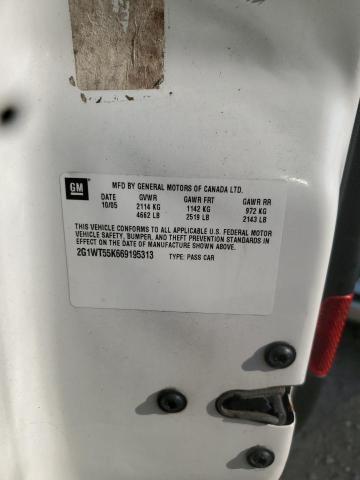 GM
MFD BY GENERAL MOTORS OF CANADA LTD.
DATE GVWR GAWR FRT GAWR RR
10/05 2114 KG 1142 KG 972 KG
4662 LB 2519 LB 2143 LB
THIS VEHICLE CONFORMS TO ALL APPLICABLE U.S. FEDERAL MOTOR
VEHICLE SAFETY, BUMPER, AND THEFT PREVENTION STANDARDS IN
EFFECT ON THE DATE OF MANUFACTURE SHOWN ABOVE.
2G1WT55K669195313 TYPE: PASS CAR